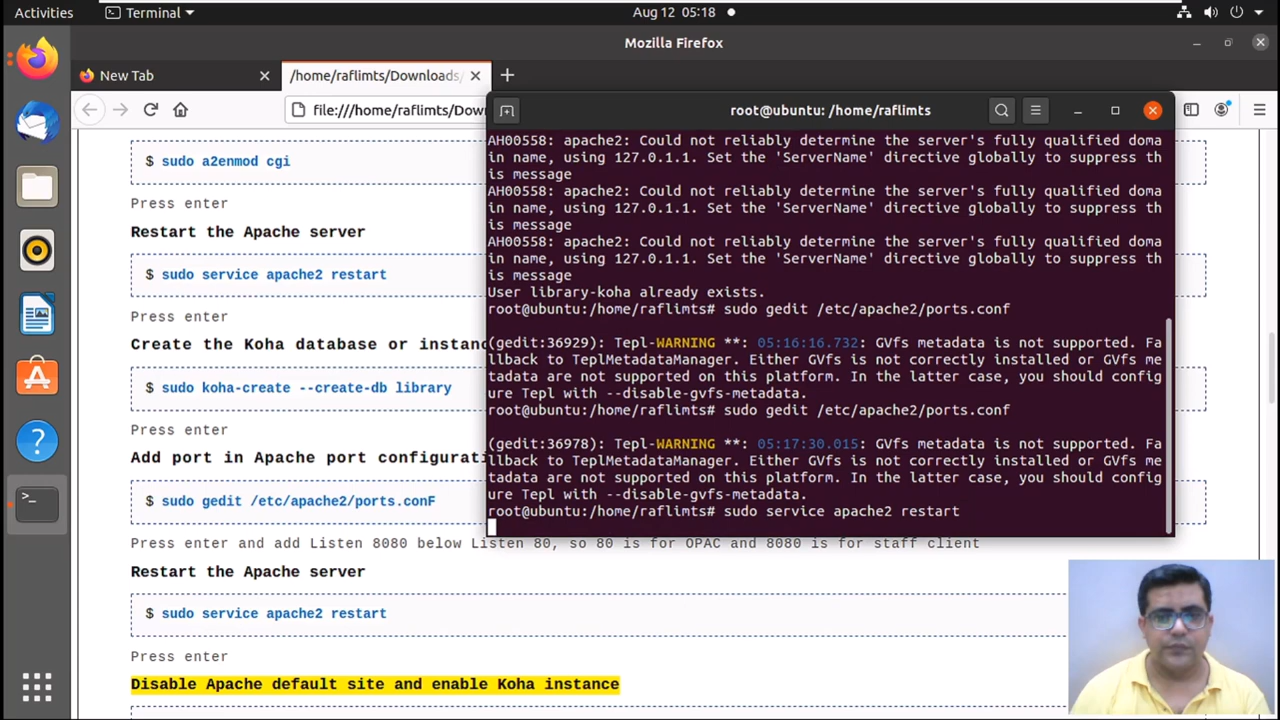 Activities
Terminal
Aug 12 05:18
Mozilla Firefox
New Tab
/home/raflimts/Downloads/
file:///home/raflimts/Dow
$ sudo a2enmod cgi
Press enter
Restart the Apache server
$ sudo service apache2 restart
Create the Koha database or instanc
$ sudo koha-create --create-db library
Press enter
Add port in Apache port configurati
$ sudo gedit /etc/apache2/ports.conF
Press enter and add Listen 8080 below Listen 80, so 80 is for OPAC and 8080 is for staff client
Restart the Apache server
$ sudo service apache2 restart
Press enter
Disable Apache default site and enable Koha instance
root@ubuntu: /home/raflimts
AH00558: apache2: Could not reliably determine the server's fully qualified doma
in name, using 127.0.1.1. Set the 'ServerName' directive globally to suppress th
is message
AH00558: apache2: Could not reliably determine the server's fully qualified doma
in name, using 127.0.1.1. Set the 'ServerName' directive globally to suppress th
is message
AH00558: apache2: Could not reliably determine the server's fully qualified doma
in name, using 127.0.1.1. Set the 'ServerName' directive globally to suppress th
is message
User library-koha already exists.
root@ubuntu:/home/raflimts# sudo gedit /etc/apache2/ports.conf
(gedit:36929): Tepl-WARNING **: 05:16:16.732: GVfs metadata is not supported. Fa
llback to TeplMetadataManager. Either GVfs is not correctly installed or GVfs me
tadata are not supported on this platform. In the latter case, you should config
ure Tepl with --disable-gvfs-metadata.
root@ubuntu:/home/raflimts# sudo gedit /etc/apache2/ports.conf
(gedit:36978): Tepl-WARNING **: 05:17:30.015: GVfs metadata is not supported. Fa
llback to TeplMetadataManager. Either GVfs is not correctly installed or GVfs me
tadata are not supported on this platform. In the latter case, you should config
ure Tepl with --disable-gvfs-metadata.
root@ubuntu:/home/raflimts# sudo service apache2 restart